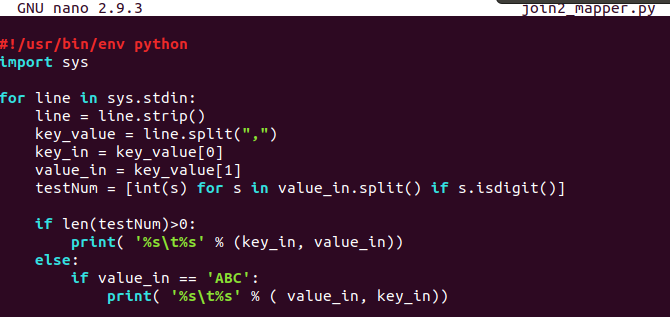 GNU nano 2.9.3 join2_mapper.py
#!/usr/bin/env python
import sys
for line in sys.stdin:
    line = line.strip()
    key_value = line.split(",")
    key_in = key_value[0]
    value_in = key_value[1]
    testNum = [int(s) for s in value_in.split() if s.isdigit()]
    if len(testNum)>0:
        print( '%s\t%s' % (key_in, value_in))
    else:
        if value_in == 'ABC':
            print( '%s\t%s' % ( value_in, key_in))